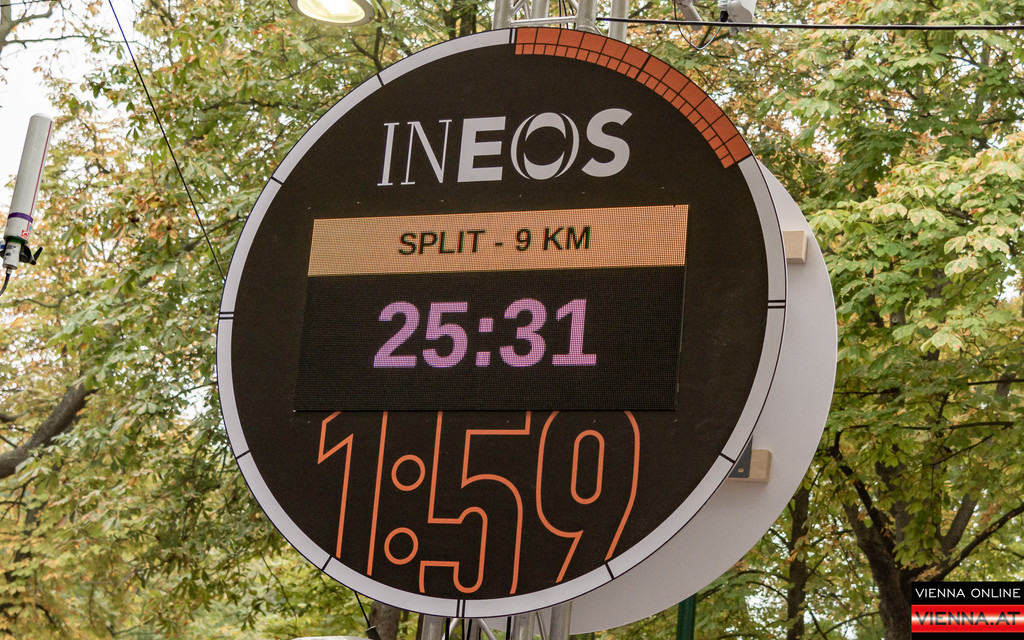 INEOS
SPLIT - 9 KM
25:31
1:59
VIENNA ONLINE
VIENNA.AT